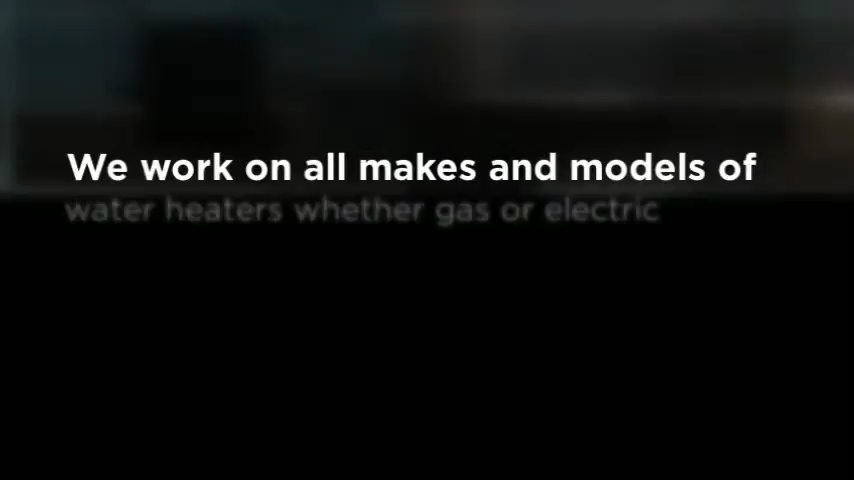 We work on all makes and models of
water heaters whether gas or electric